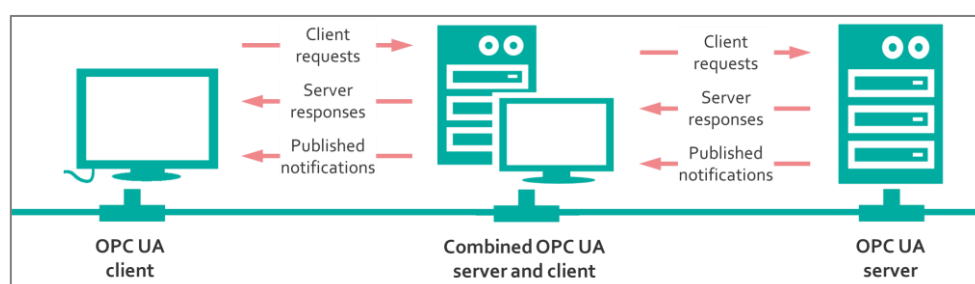 Client
requests
Server
responses
Published
notifications
Client
requests
Server
responses
Published
notifications
OPC UA
client
Combined OPC UA
server and client
OPC UA
server